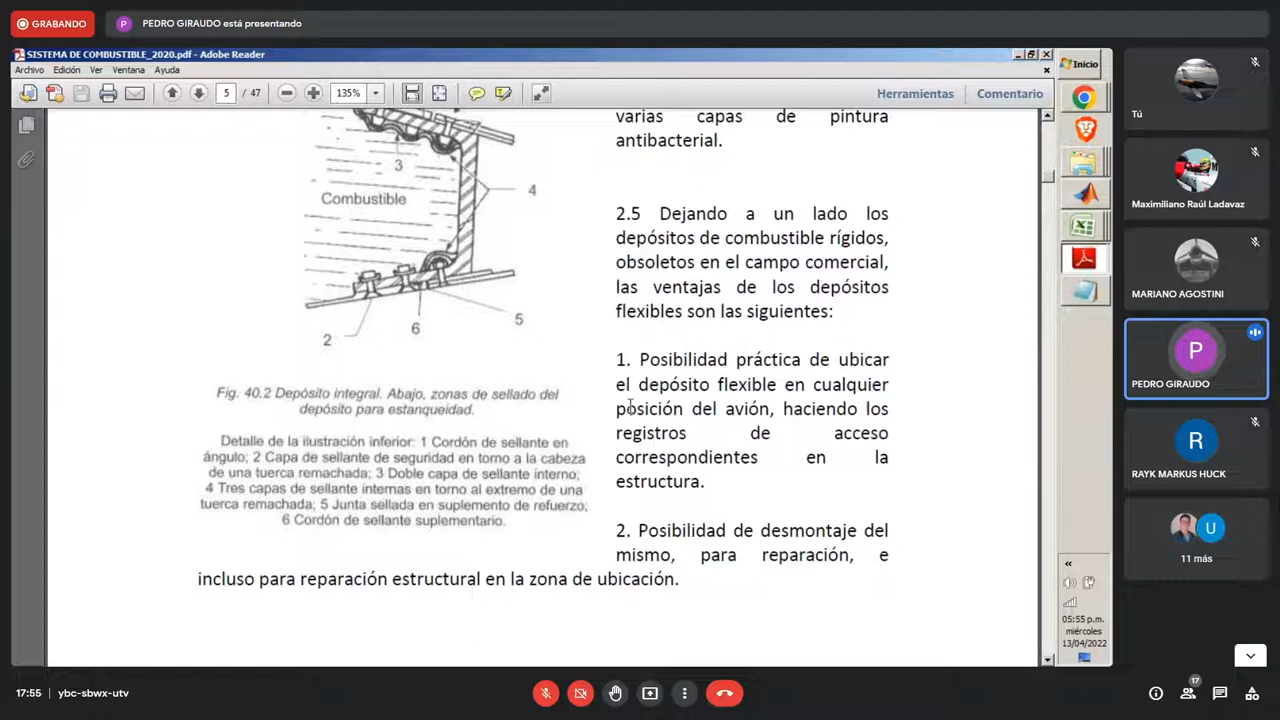 GRABANDO
P PEDRO GIRAUDO está presentando
SISTEMA DE COMBUSTIBLE_2020.pdf - Adobe Reader
Archivo Edición Ver Ventana Ayuda
5 / 47
135%
Herramientas Comentario
3
4
Combustible
5
6
2
Fig. 40.2 Depósito integral. Abajo, zonas de sellado del
depósito para estanqueidad.
Detalle de la ilustración inferior: 1 Cordón de sellante en
ángulo; 2 Capa de sellante de seguridad en torno a la cabeza
de una tuerca remachada; 3 Doble capa de sellante interno;
4 Tres capas de sellante internas en torno al extremo de una
tuerca remachada; 5 Junta sellada en suplemento de refuerzo;
6 Cordón de sellante suplementario.
varias capas de pintura
antibacterial.
2.5 Dejando a un lado los
depósitos de combustible rígidos,
obsoletos en el campo comercial,
las ventajas de los depósitos
flexibles son las siguientes:
1. Posibilidad práctica de ubicar
el depósito flexible en cualquier
posición del avión, haciendo los
registros de acceso
correspondientes en la
estructura.
2. Posibilidad de desmontaje del
mismo, para reparación, e
incluso para reparación estructural en la zona de ubicación.
Inicio
«
05:55 p.m.
miércoles
13/04/2022
Tú
Maximiliano Raúl Ladavaz
MARIANO AGOSTINI
P
PEDRO GIRAUDO
R
RAYK MARKUS HUCK
U
11 más
17:55 ybc-sbwx-utv
17